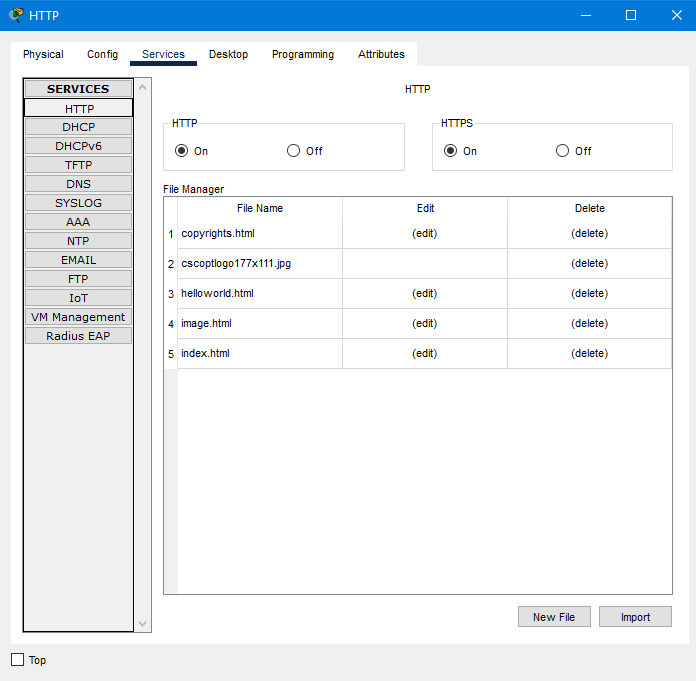 HTTP
Physical Config Services Desktop Programming Attributes
SERVICES
HTTP
DHCP
DHCPv6
TFTP
DNS
SYSLOG
AAA
NTP
EMAIL
FTP
IoT
VM Management
Radius EAP
HTTP
HTTP
On Off
HTTPS
On Off
File Manager
File Name Edit Delete
1 copyrights.html (edit) (delete)
2 cscoptlogo177x111.jpg (delete)
3 helloworld.html (edit) (delete)
4 image.html (edit) (delete)
5 index.html (edit) (delete)
New File Import
Top